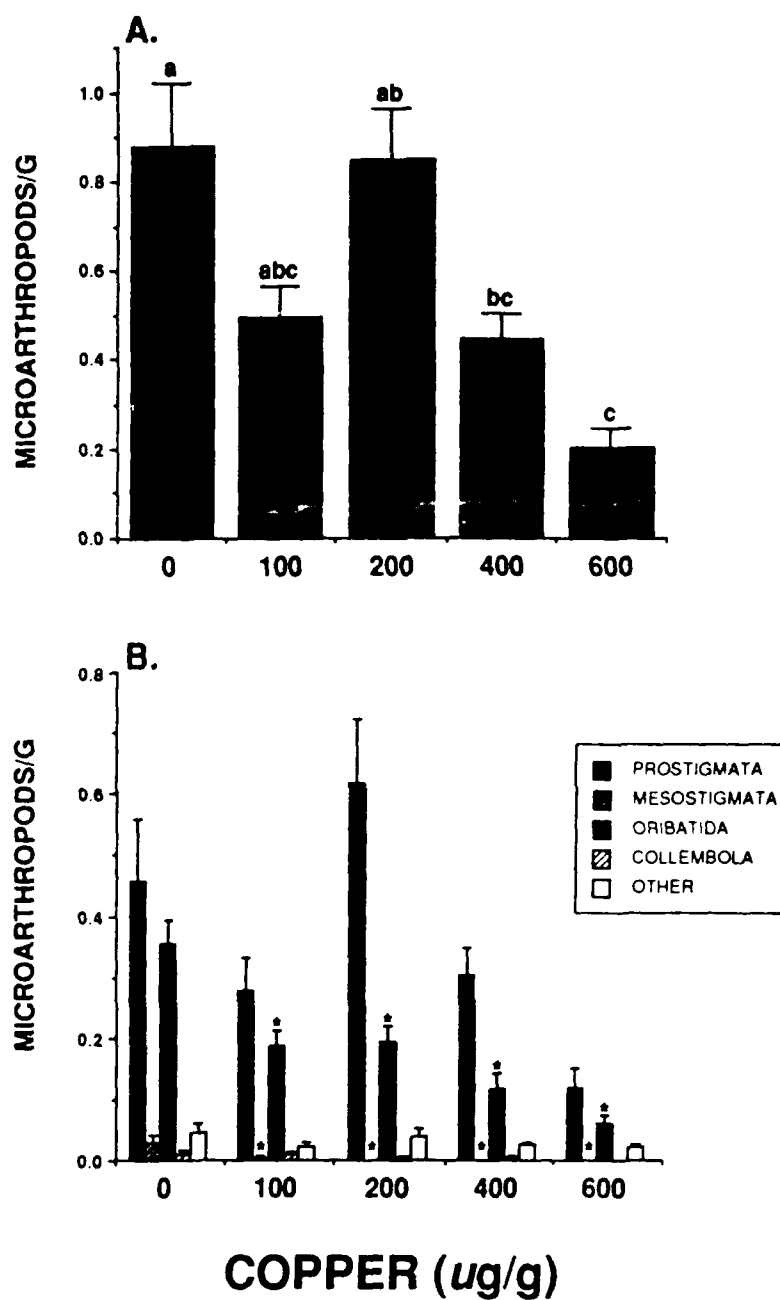 A.
MICROARTHROPODS/G
1.0
0.8
0.6
0.4
0.2
0.0
a
abc
ab
bc
c
0 100 200 400 600
B.
MICROARTHROPODS/G
0.8
0.6
0.4
0.2
0.0
* * * *
* * * *
PROSTIGMATA
MESOSTIGMATA
ORIBATIDA
COLLEMBOLA
OTHER
0 100 200 400 600
COPPER (ug/g)